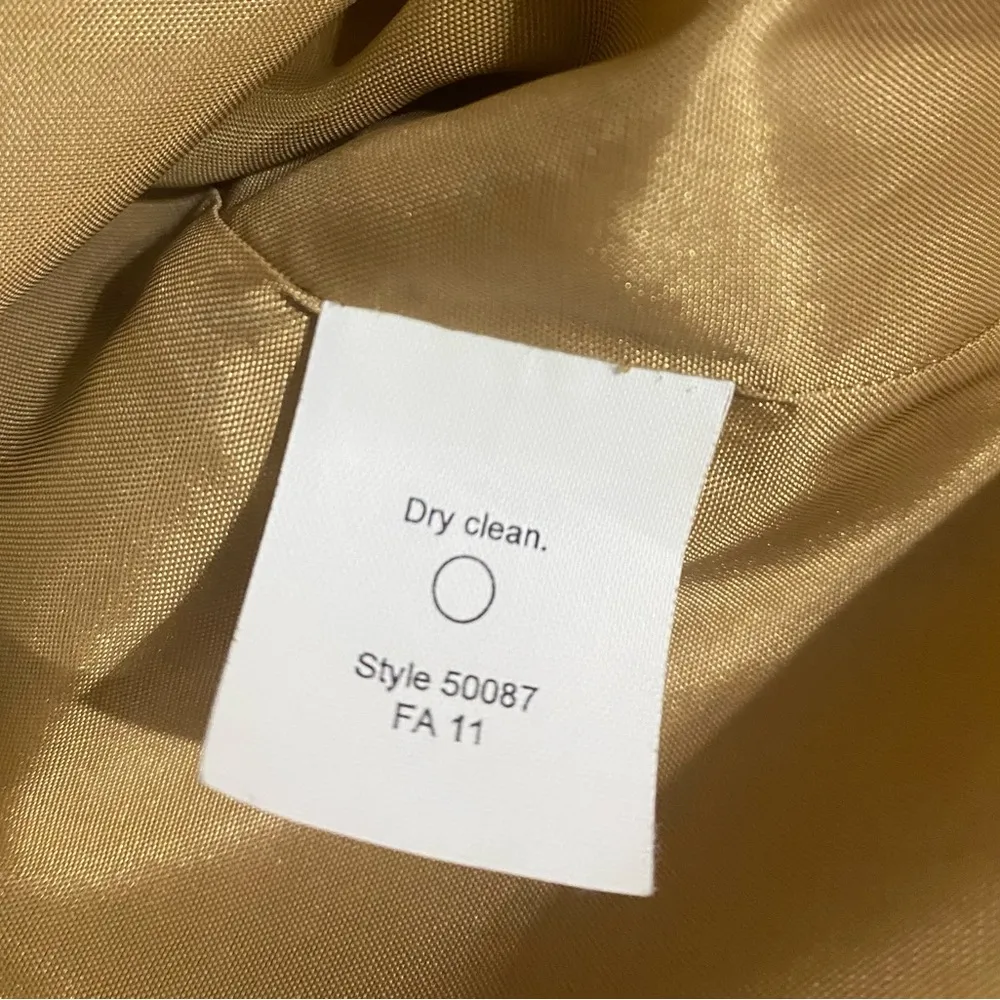 Dry clean.
Style 50087
FA 11